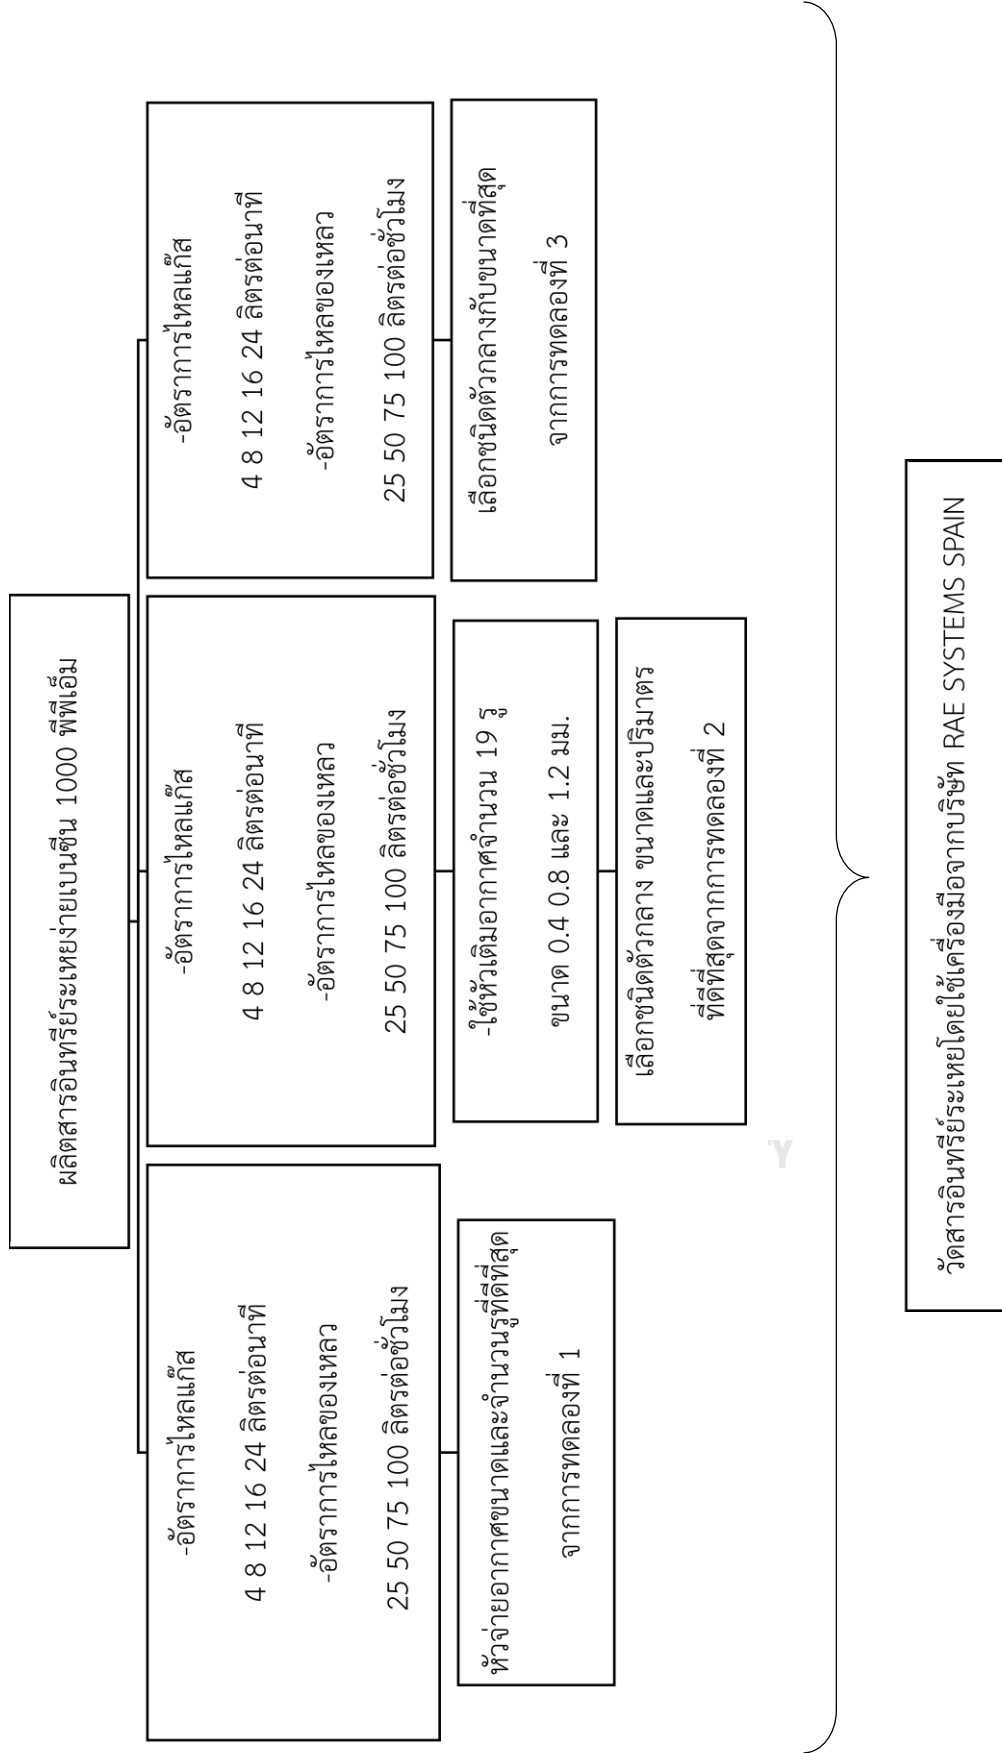 ผลิตสารอินทรีย์ระเหยง่ายเบนซีน 1000 พีพีเอ็ม
-อัตราการไหลแก๊ส
4 8 12 16 24 ลิตรต่อนาที
-อัตราการไหลของเหลว
25 50 75 100 ลิตรต่อชั่วโมง
หัวจ่ายอากาศขนาดและจำนวนรูที่ดีที่สุด
จากการทดลองที่ 1
-อัตราการไหลแก๊ส
4 8 12 16 24 ลิตรต่อนาที
-อัตราการไหลของเหลว
25 50 75 100 ลิตรต่อชั่วโมง
-ใช้หัวเติมอากาศจำนวน 19 รู
ขนาด 0.4 0.8 และ 1.2 มม.
เลือกชนิดตัวกลาง ขนาดและปริมาตร
ที่ดีที่สุดจากการทดลองที่ 2
-อัตราการไหลแก๊ส
4 8 12 16 24 ลิตรต่อนาที
-อัตราการไหลของเหลว
25 50 75 100 ลิตรต่อชั่วโมง
เลือกชนิดตัวกลางกับขนาดที่สุด
จากการทดลองที่ 3
Y
วัดสารอินทรีย์ระเหยโดยใช้เครื่องมือจากบริษัท RAE SYSTEMS SPAIN